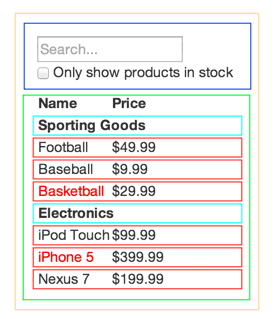 Search...
Only show products in stock
Name Price
Sporting Goods
Football $49.99
Baseball $9.99
Basketball $29.99
Electronics
iPod Touch $99.99
iPhone 5 $399.99
Nexus 7 $199.99